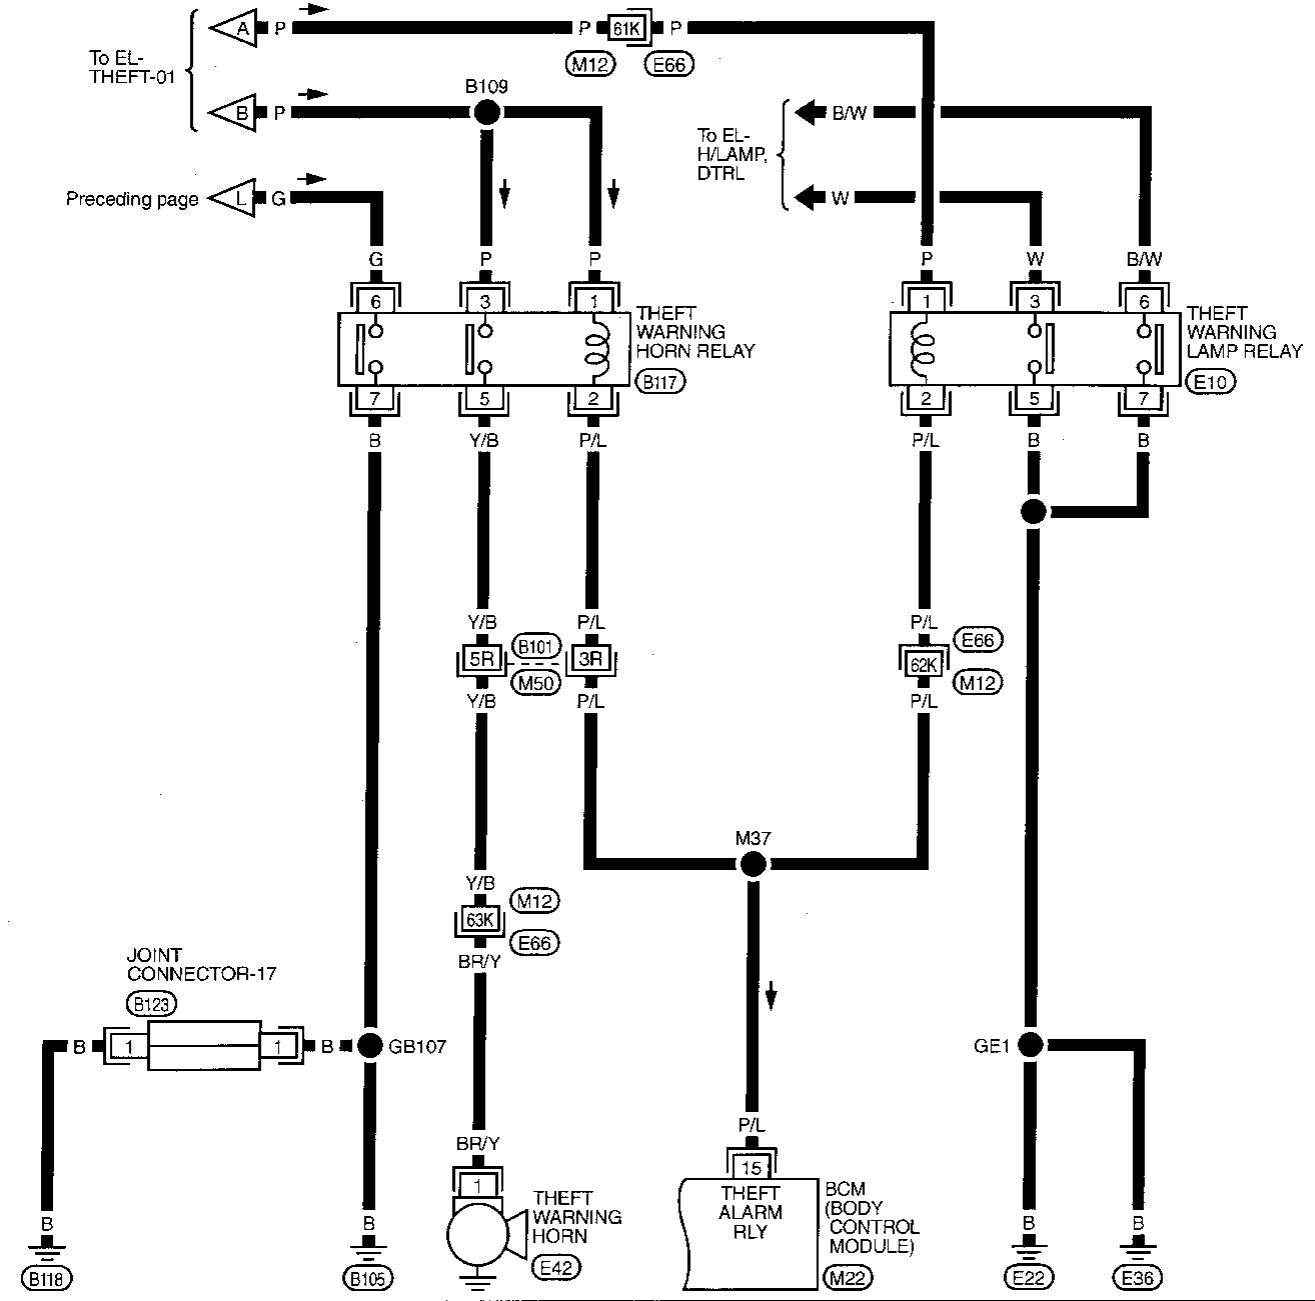 A P P 61K P
To EL-
THEFT-01
M12 E66
B109
B P
B/W
To EL-
H/LAMP,
DTRL
Preceding page L G
W
G P P P W B/W
6 3 1 1 3 6
THEFT
WARNING
HORN RELAY
B117
THEFT
WARNING
LAMP RELAY
E10
7 5 2 2 5 7
B Y/B P/L P/L B B
Y/B P/L P/L
5R B101 3R
M50
E66
62K
M12
Y/B P/L P/L
M37
Y/B
M12
63K
E66
BR/Y
JOINT
CONNECTOR-17
B123
B 1 1 B GB107
GE1
P/L
BR/Y
1
15
THEFT
WARNING
HORN
E42
THEFT
ALARM
RLY
BCM
(BODY
CONTROL
MODULE)
M22
B B B B
B118 B105 E22 E36